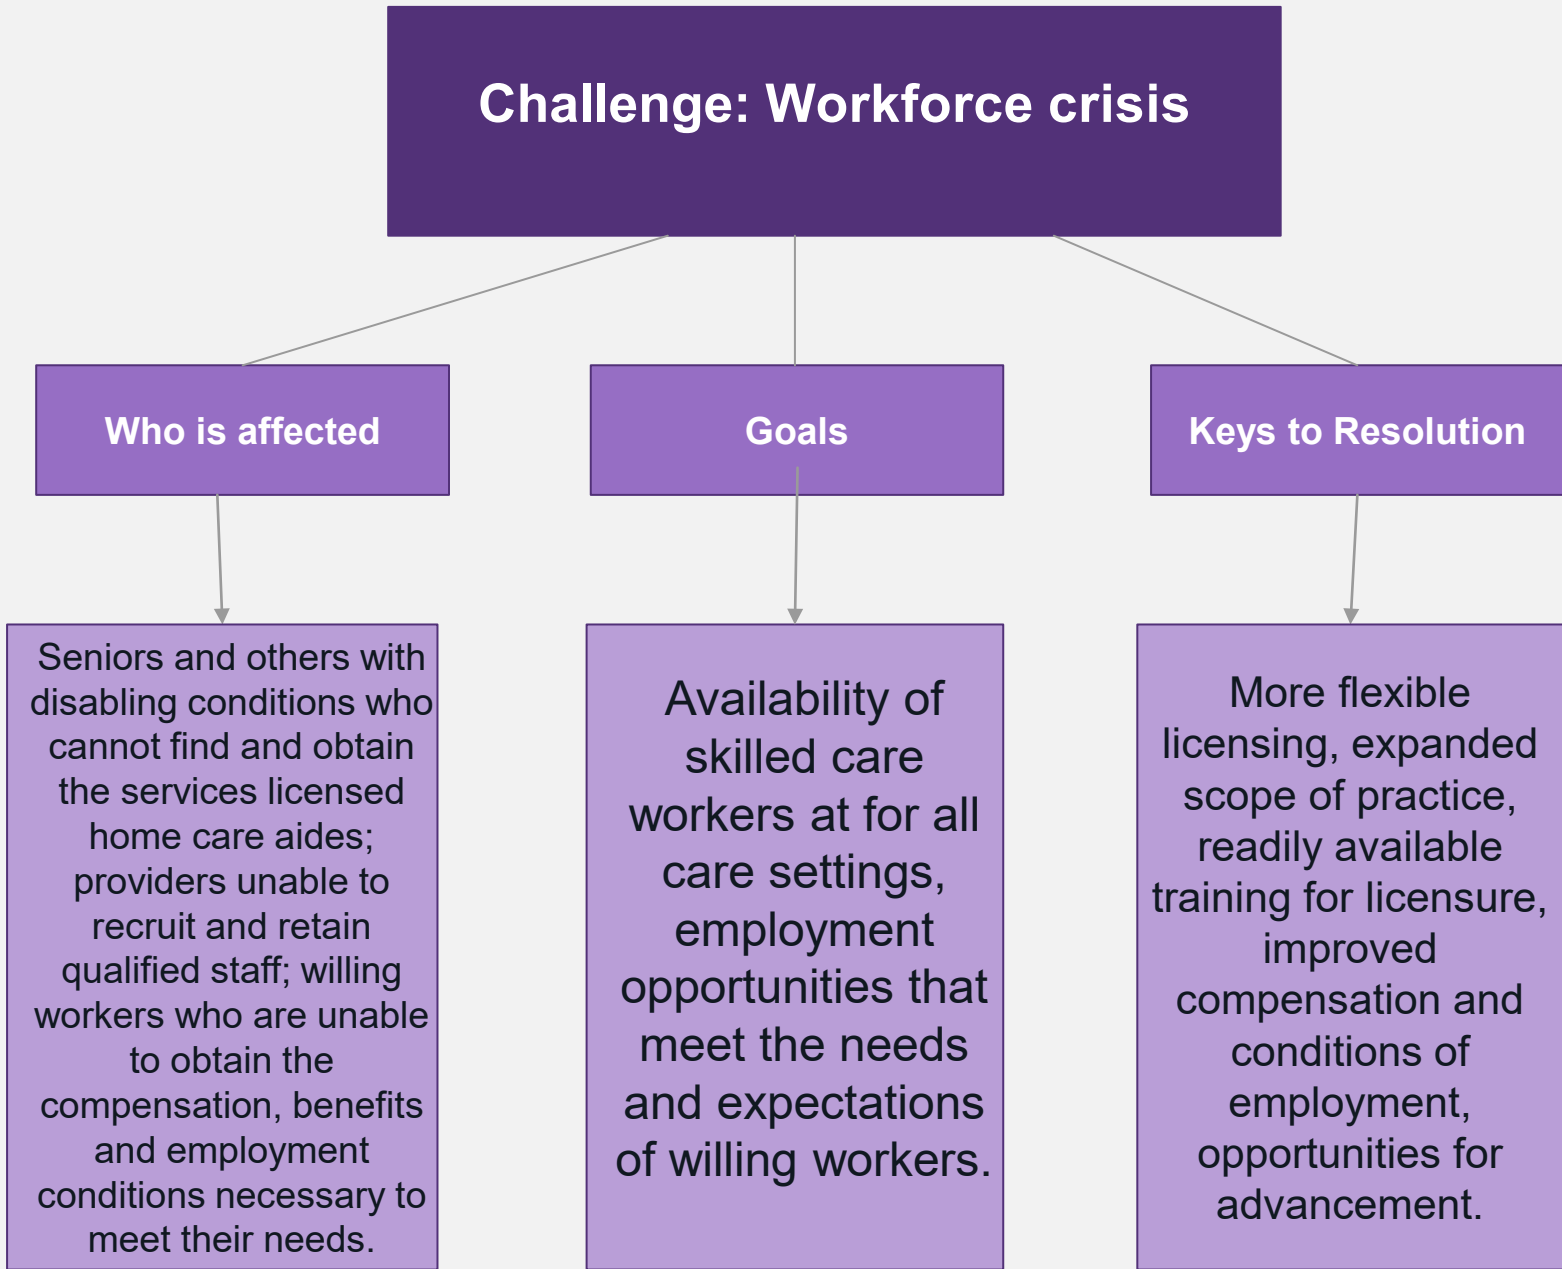 Challenge: Workforce crisis
Who is affected
Goals
Keys to Resolution
Seniors and others with
disabling conditions who
cannot find and obtain
the services licensed
home care aides;
providers unable to
recruit and retain
qualified staff; willing
workers who are unable
to obtain the
compensation, benefits
and employment
conditions necessary to
meet their needs.
Availability of
skilled care
workers at for all
care settings,
employment
opportunities that
meet the needs
and expectations
of willing workers.
More flexible
licensing, expanded
scope of practice,
readily available
training for licensure,
improved
compensation and
conditions of
employment,
opportunities for
advancement.